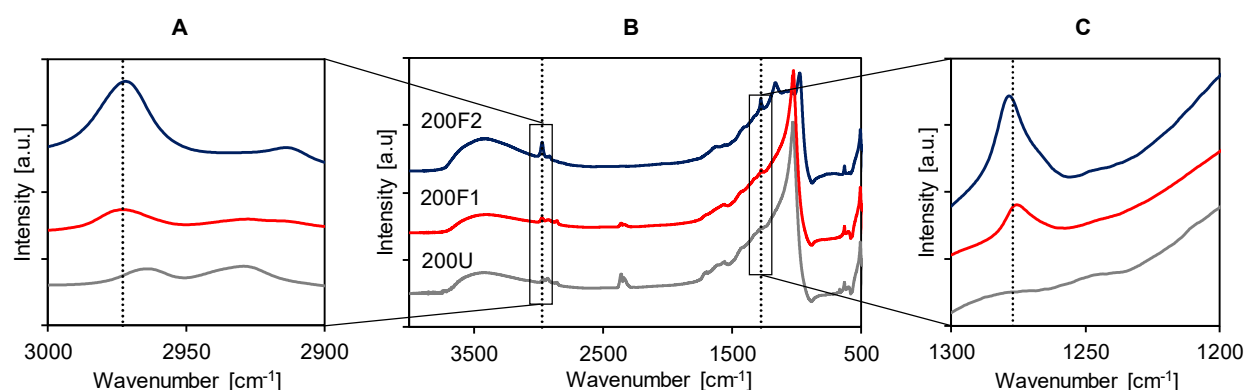 A
B
C
Intensity [a.u.]
3000
2950
2900
Wavenumber [cm-1]
Intensity [a.u]
200F2
200F1
200U
3500
2500
1500
500
Wavenumber [cm-1]
Intensity [a.u.]
1300
1250
1200
Wavenumber [cm-1]